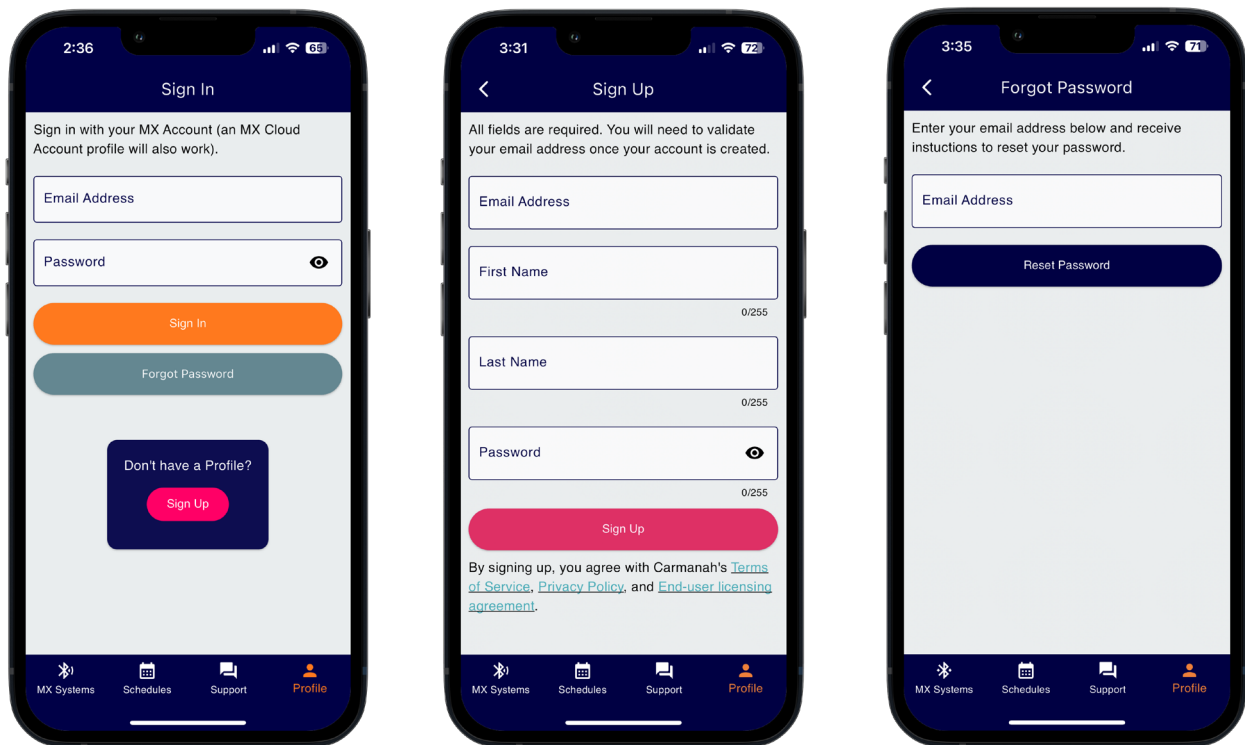 2:36
65
Sign In
Sign in with your MX Account (an MX Cloud
Account profile will also work).
Email Address
Password
Sign In
Forgot Password
Don't have a Profile?
Sign Up
MX Systems
Schedules
Support
Profile
3:31
72
Sign Up
All fields are required. You will need to validate
your email address once your account is created.
Email Address
First Name
0/255
Last Name
0/255
Password
0/255
Sign Up
By signing up, you agree with Carmanah's Terms
of Service, Privacy Policy, and End-user licensing
agreement.
MX Systems
Schedules
Support
Profile
3:35
71
Forgot Password
Enter your email address below and receive
instuctions to reset your password.
Email Address
Reset Password
MX Systems
Schedules
Support
Profile